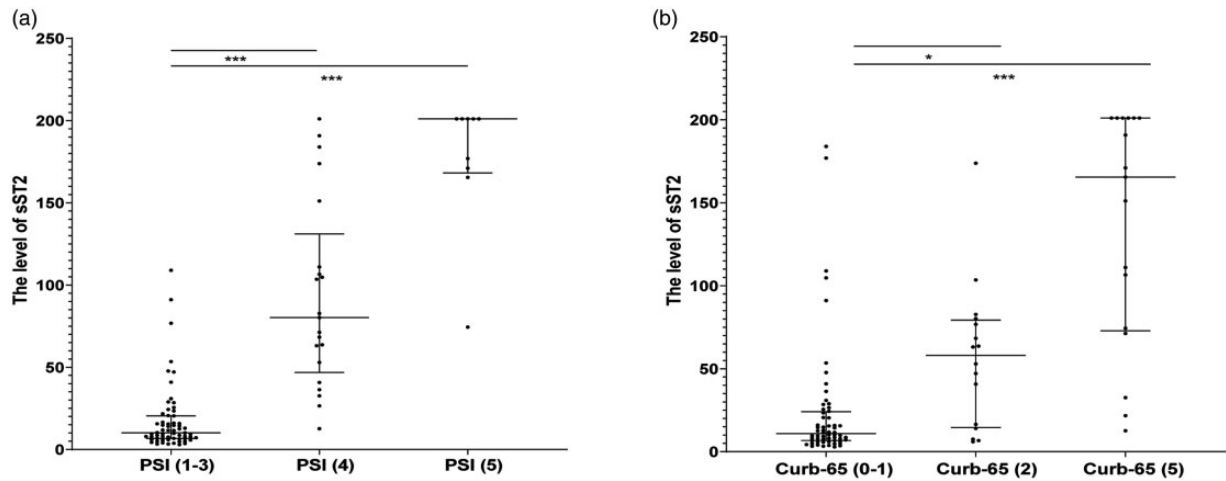 (a)
250
200
150
100
50
0
The level of sST2
***
***
PSI (1-3) PSI (4) PSI (5)
(b)
250
200
150
100
50
0
The level of sST2
*
***
Curb-65 (0-1) Curb-65 (2) Curb-65 (5)